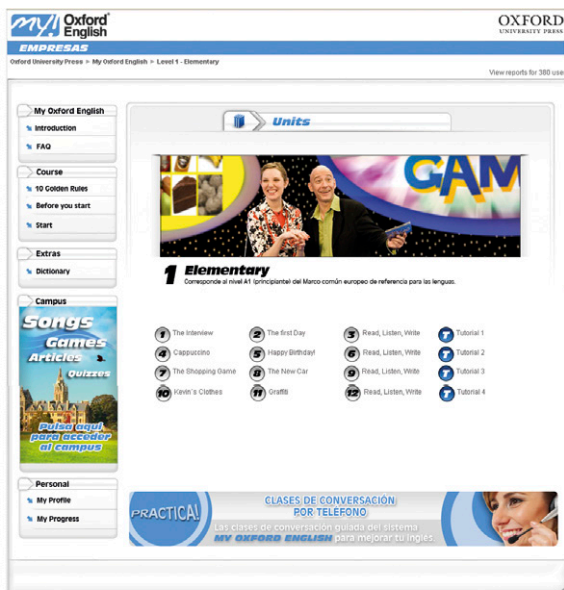 my! Oxford English
OXFORD
UNIVERSITY PRESS
EMPRESAS
Oxford University Press > My Oxford English > Level 1 - Elementary
View reports for 380 use
My Oxford English
Introduction
FAQ
Course
10 Golden Rules
Before you start
Start
Extras
Dictionary
Campus
Songs
Games
Articles
Quizzes
Pulsa aquí
para acceder
al campus
Personal
My Profile
My Progress
Units
GAM
1 Elementary
Corresponde al nivel A1 (principiante) del Marco común europeo de referencia para las lenguas.
1 The Interview 2 The first Day 3 Read, Listen, Write T Tutorial 1
4 Cappuccino 5 Happy Birthday! 6 Read, Listen, Write T Tutorial 2
7 The Shopping Game 8 The New Car 9 Read, Listen, Write T Tutorial 3
10 Kevin´s Clothes 11 Graffiti 12 Read, Listen, Write T Tutorial 4
PRACTICA!
CLASES DE CONVERSACIÓN
POR TELÉFONO
Las clases de conversación guiada del sistema
MY OXFORD ENGLISH para mejorar tu inglés.